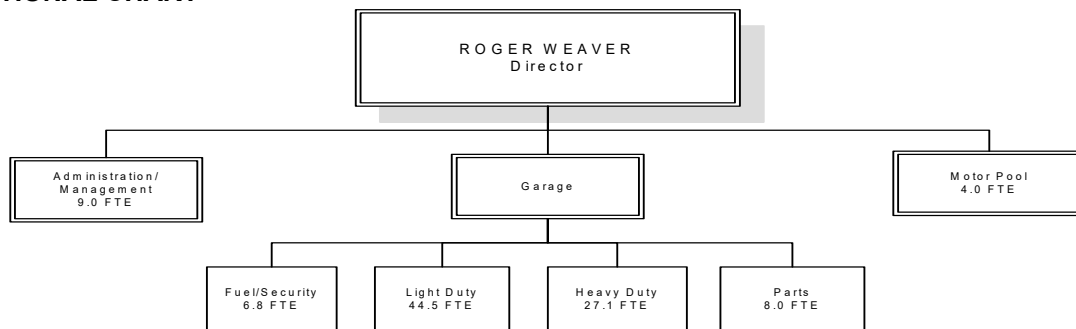 ROGER WEAVER
Director
Administration/
Management
9.0 FTE
Garage
Motor Pool
4.0 FTE
Fuel/Security
6.8 FTE
Light Duty
44.5 FTE
Heavy Duty
27.1 FTE
Parts
8.0 FTE